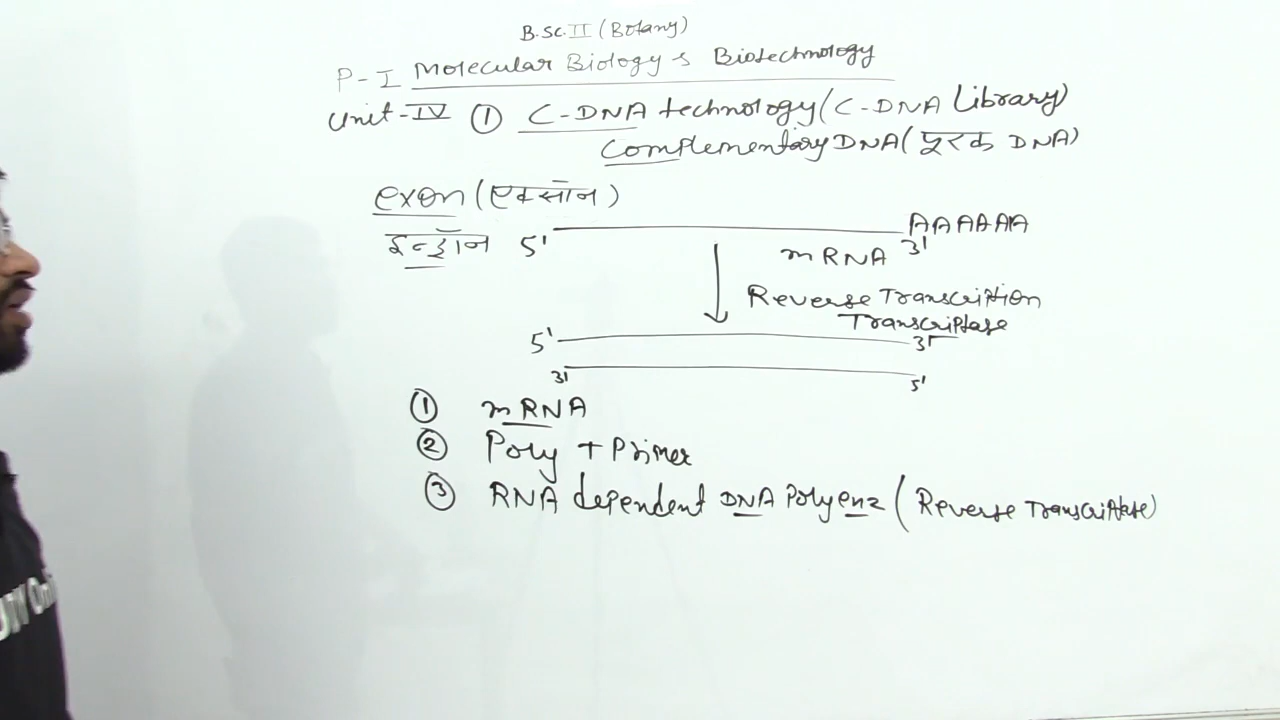 B.Sc.II (Botany)
P-I Molecular Biology & Biotechnology
Unit-IV ① C-DNA technology (C-DNA Library)
Complementary DNA (पूरक DNA)
exon (एक्सॉन)
इन्ट्रॉन 5' 3' AAAAAA
mRNA
Reverse Transcription
Transcriptase
5' 3'
3' 5'
① mRNA
② Poly T Primer
③ RNA dependent DNA Poly enz (Reverse Transcriptase)